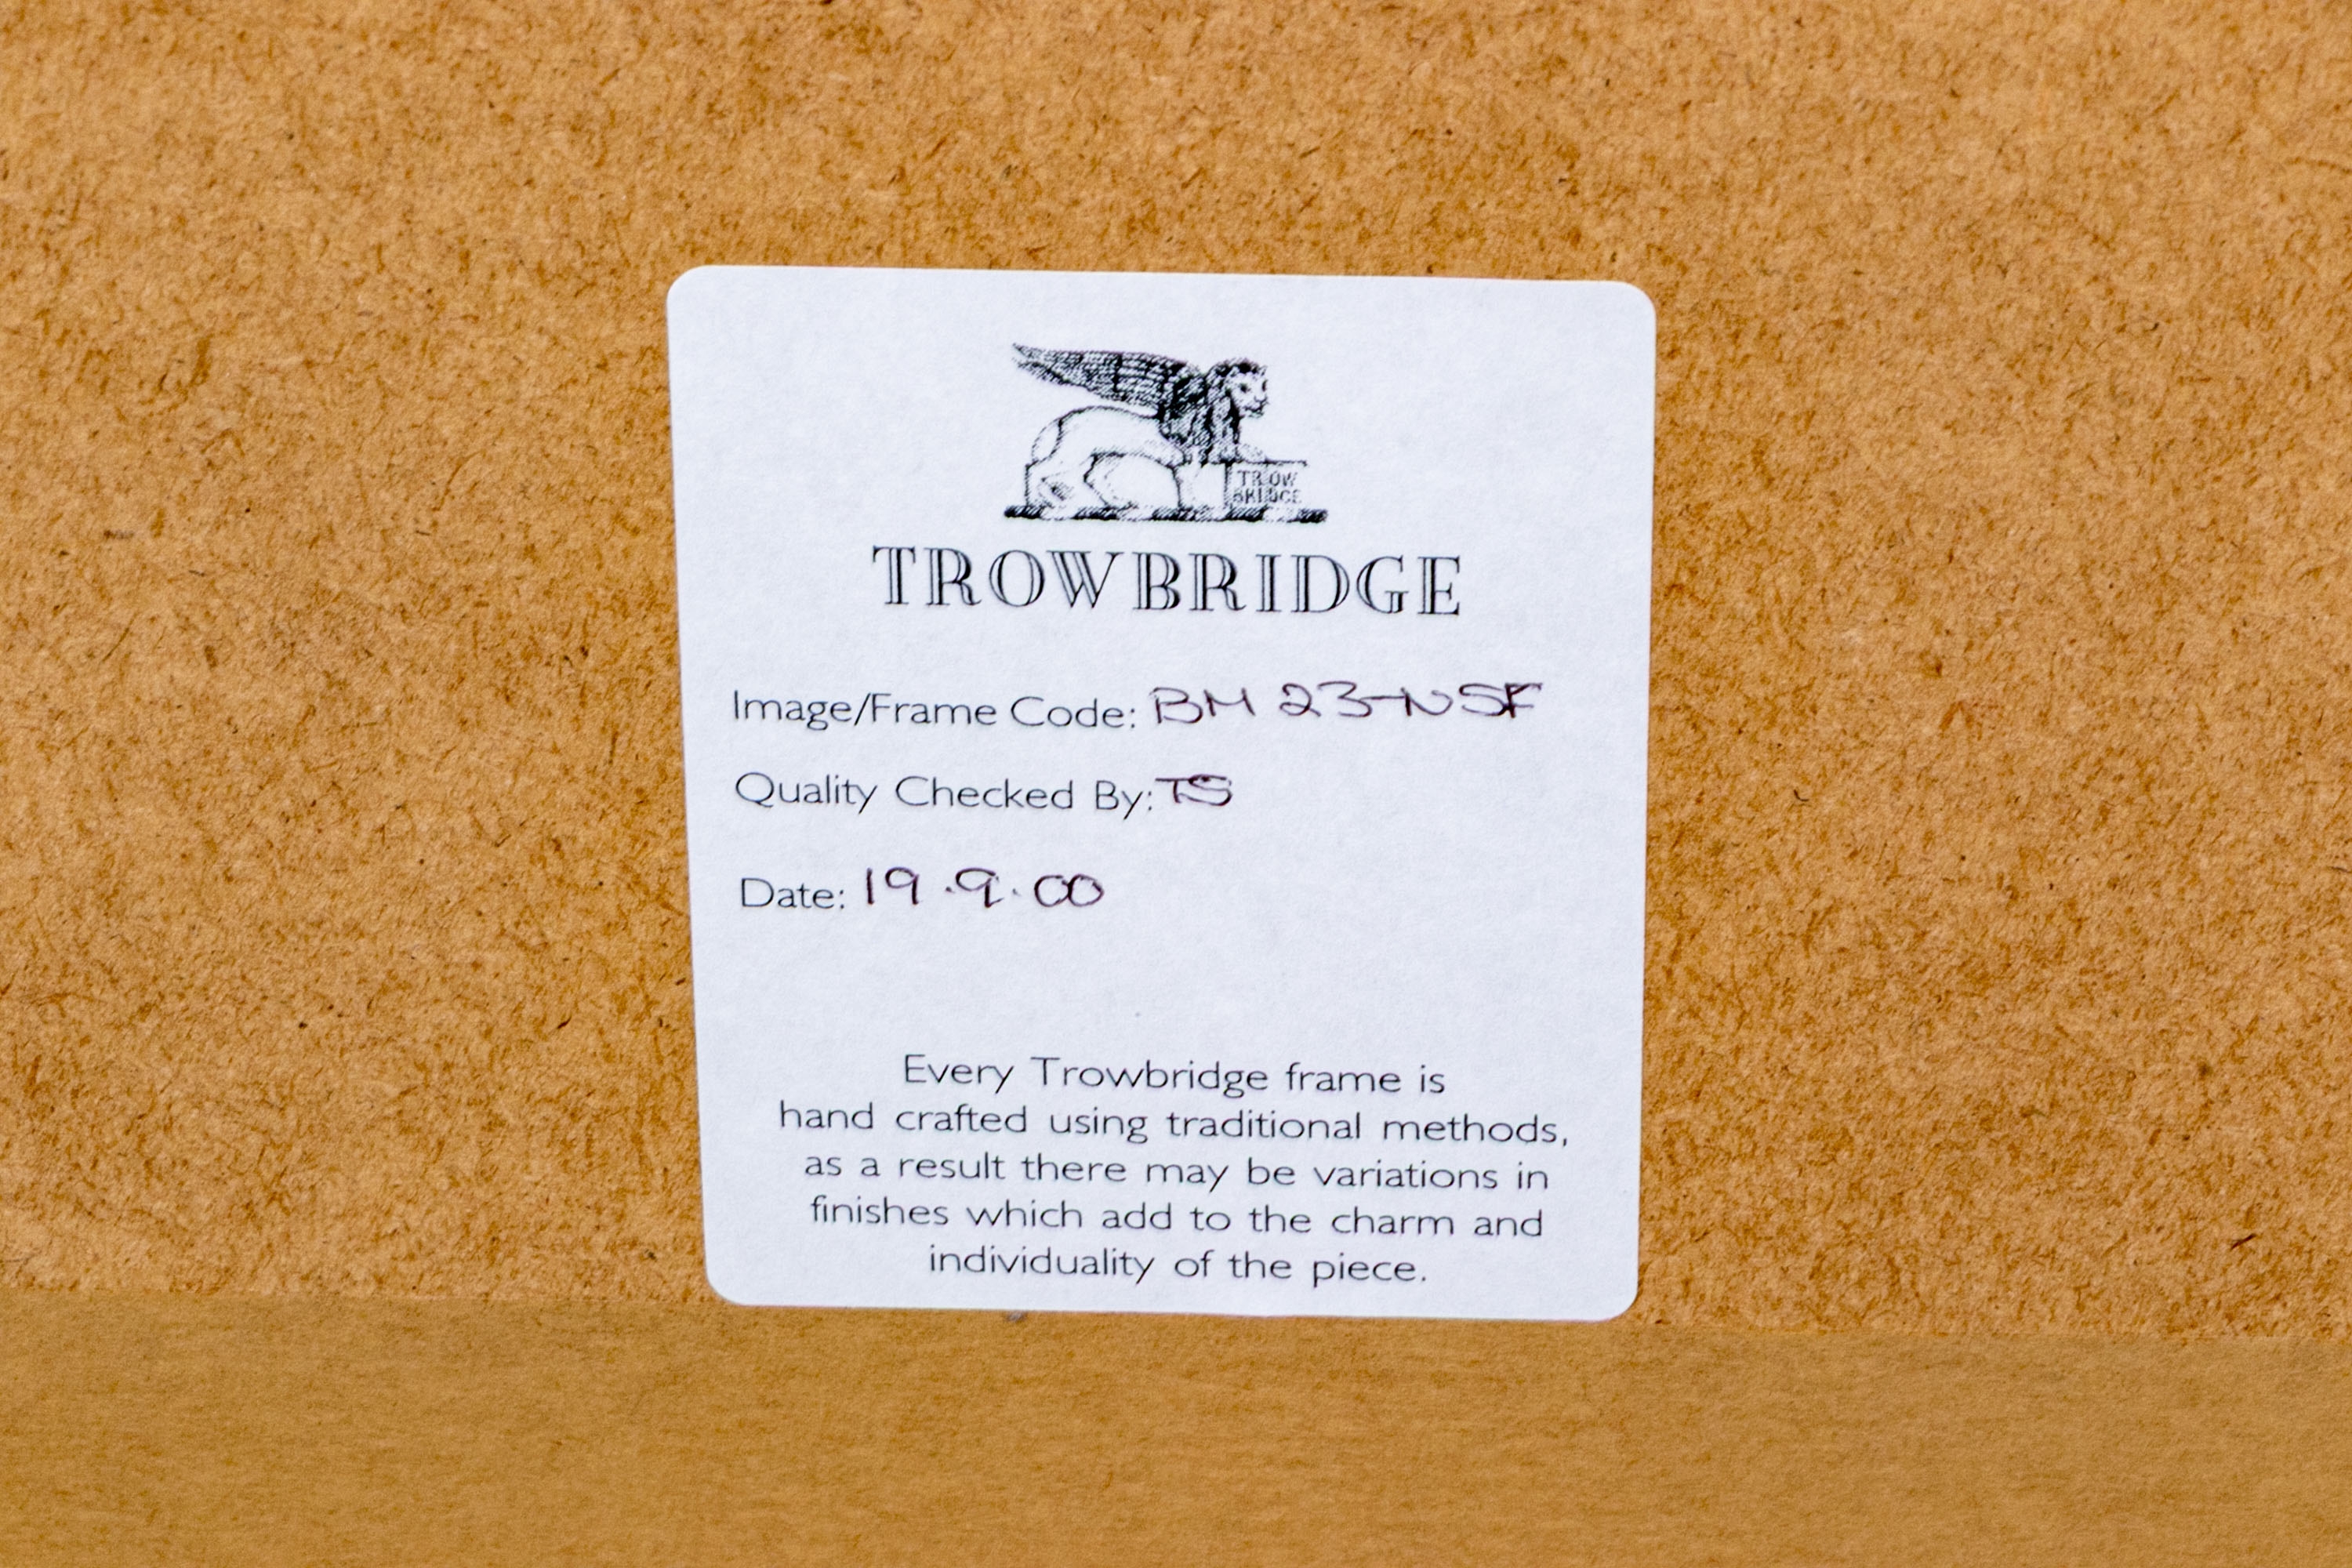 TROW
BRIDGE
TROWBRIDGE
Image/Frame Code: BM 23-NSF
Quality Checked By: TS
Date: 19.9.00
Every Trowbridge frame is
hand crafted using traditional methods,
as a result there may be variations in
finishes which add to the charm and
individuality of the piece.